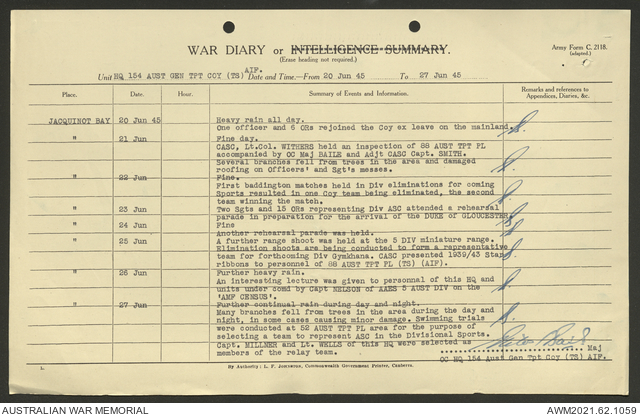 WAR DIARY or INTELLIGENCE SUMMARY.
(Erase heading not required.)
Army Form C. 2118.
(adapted.)
Unit HQ 154 AUST GEN TPT COY (TS) AIF. Date and Time.—From 20 Jun 45 To 27 Jun 45
Place. Date. Hour. Summary of Events and Information. Remarks and references to Appendices, Diaries, &c.
JACQUINOT BAY 20 Jun 45 Heavy rain all day.
One officer and 6 ORs rejoined the Coy ex leave on the mainland.
" 21 Jun Fine day.
CASC, Lt.Col. WITHERS held an inspection of 88 AUST TPT PL
accompanied by OC Maj BAILE and Adjt CASC Capt. SMITH.
Several branches fell from trees in the area and damaged
roofing on Officers' and Sgt's messes.
" 22 Jun Fine.
First baddington matches held in Div eliminations for coming
Sports resulted in one Coy team being eliminated, the second
team winning the match.
" 23 Jun Two Sgts and 15 ORs representing Div ASC attended a rehearsal
parade in preparation for the arrival of the DUKE of GLOUCESTER.
" 24 Jun Fine
Another rehearsal parade was held.
" 25 Jun A further range shoot was held at the 5 DIV miniature range.
Elimination shoots are being conducted to form a representative
team for forthcoming Div Gymkhana. CASC presented 1939/43 Star
ribbons to personnel of 88 AUST TPT PL (TS) (AIF).
" 26 Jun Further heavy rain.
An interesting lecture was given to personnal of this HQ and
units under comd by Capt NELSON of AAES 5 AUST DIV on the
'AMF CENSUS'.
" 27 Jun Further continual rain during day and night.
Many branches fell from trees in the area during the day and
night, in some cases causing minor damage. Swimming trials
were conducted at 52 AUST TPT PL area for the purpose of
selecting a team to represent ASC in the Divisional Sports.
Capt. MILLNER and Lt. WELLS of this HQ were selected as
members of the relay team.
Maj
OC HQ 154 Aust Gen Tpt Coy (TS) AIF.
By Authority: L. F. Johnston, Commonwealth Government Printer, Canberra.
AUSTRALIAN WAR MEMORIAL
AWM2021.62.1059